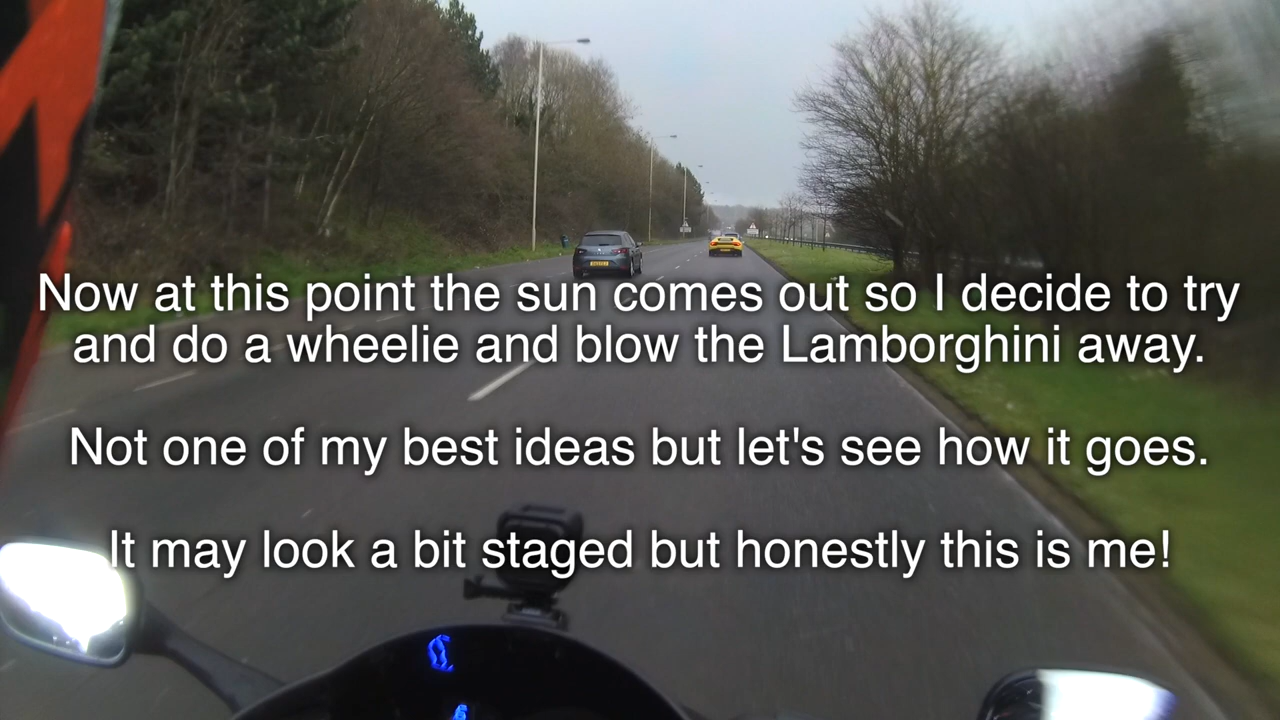 Now at this point the sun comes out so I decide to try
and do a wheelie and blow the Lamborghini away.
Not one of my best ideas but let's see how it goes.
It may look a bit staged but honestly this is me!